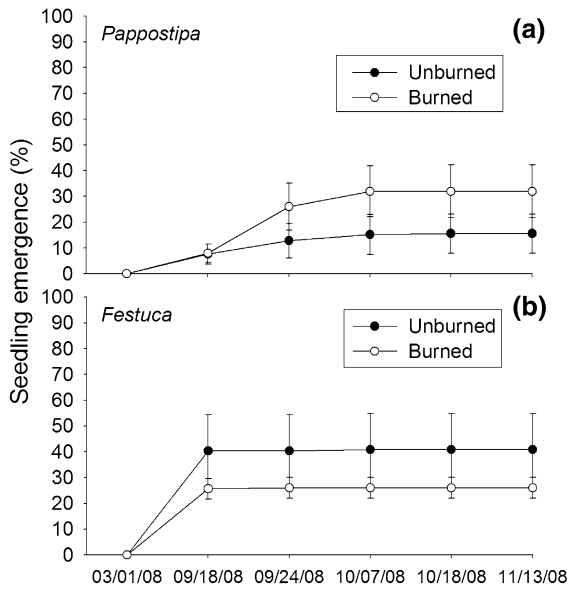 Seedling emergence (%)
Pappostipa
(a)
Unburned
Burned
100
90
80
70
60
50
40
30
20
10
0
Festuca
(b)
Unburned
Burned
100
90
80
70
60
50
40
30
20
10
0
03/01/08 09/18/08 09/24/08 10/07/08 10/18/08 11/13/08